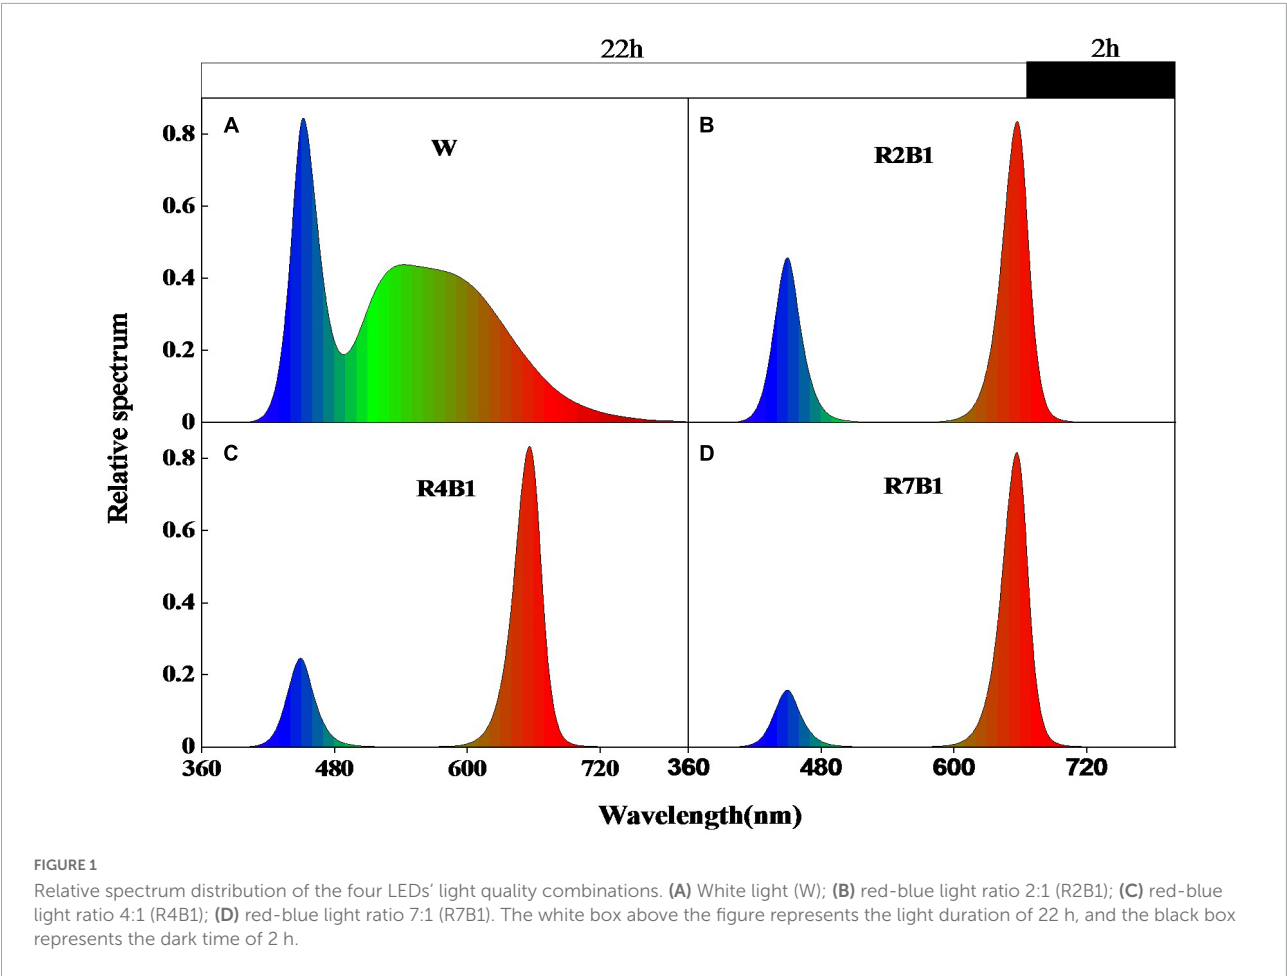 22h 2h
A W B R2B1
0.8
0.6
0.4
0.2
0
C R4B1 D R7B1
0.8
0.6
0.4
0.2
0
Relative spectrum
360 480 600 720 360 480 600 720
Wavelength(nm)
FIGURE 1
Relative spectrum distribution of the four LEDs’ light quality combinations. (A) White light (W); (B) red-blue light ratio 2:1 (R2B1); (C) red-blue
light ratio 4:1 (R4B1); (D) red-blue light ratio 7:1 (R7B1). The white box above the figure represents the light duration of 22 h, and the black box
represents the dark time of 2 h.